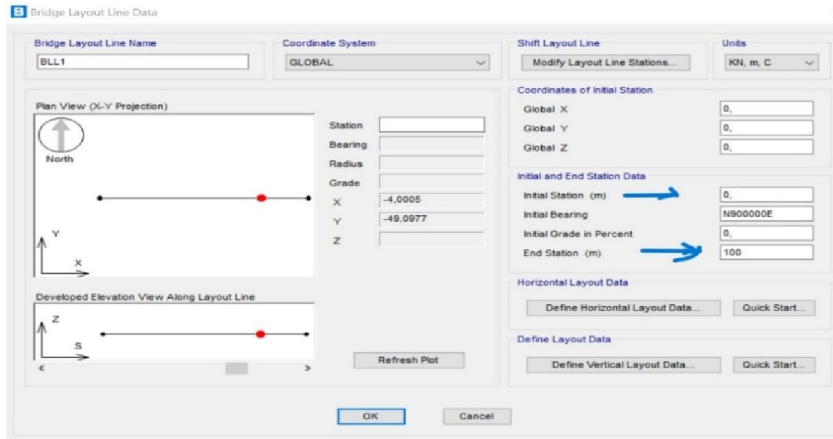 B Bridge Layout Line Data
Bridge Layout Line Name
BLL1
Coordinate System
GLOBAL
Shift Layout Line
Modify Layout Line Stations...
Units
KN, m, C
Plan View (X-Y Projection)
North
Y
X
Station
Bearing
Radius
Grade
X -4,0005
Y -49,0977
Z
Coordinates of Initial Station
Global X 0,
Global Y 0,
Global Z 0,
Initial and End Station Data
Initial Station (m) 0,
Initial Bearing N900000E
Initial Grade in Percent 0,
End Station (m) 100
Developed Elevation View Along Layout Line
Z
S
Refresh Plot
Horizontal Layout Data
Define Horizontal Layout Data... Quick Start...
Define Layout Data
Define Vertical Layout Data... Quick Start...
OK Cancel